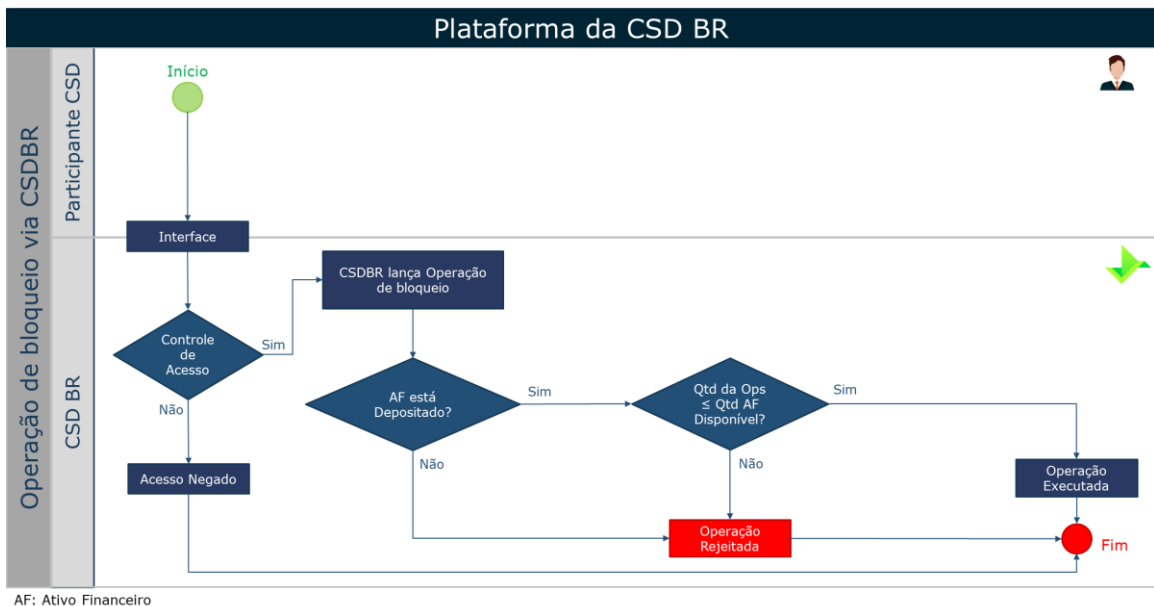 Plataforma da CSD BR
Operação de bloqueio via CSDBR
Participante CSD
Início
Interface
CSD BR
CSDBR lança Operação
de bloqueio
Controle
de
Acesso
Sim
Não
Acesso Negado
AF está
Depositado?
Sim
Não
Qtd da Ops
≤ Qtd AF
Disponível?
Sim
Não
Operação
Executada
Operação
Rejeitada
Fim
AF: Ativo Financeiro